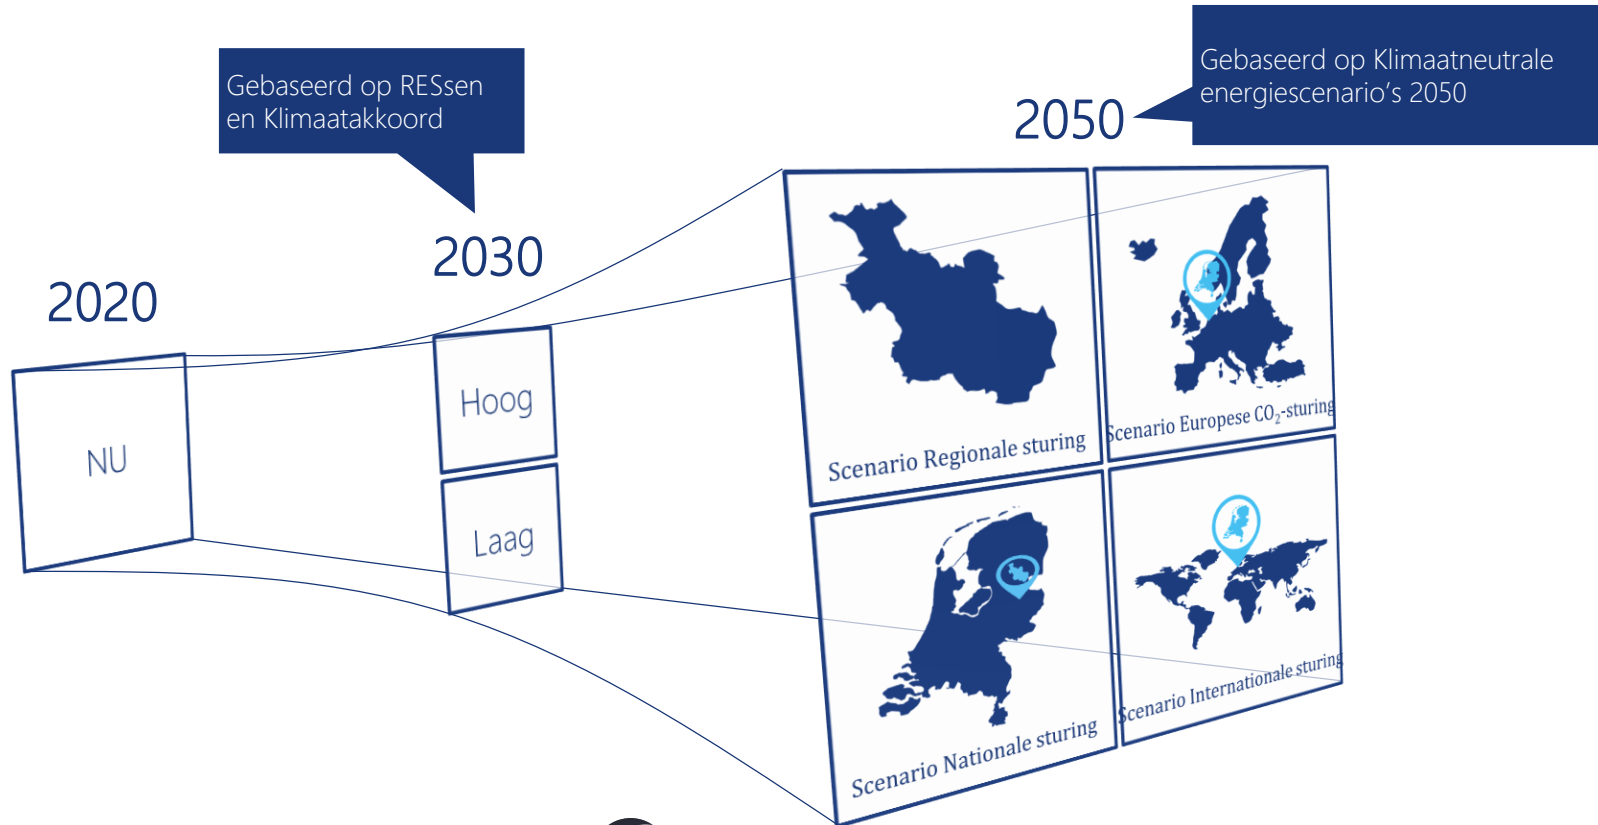 Gebaseerd op RESsen
en Klimaatakkoord
Gebaseerd op Klimaatneutrale
energiescenario's 2050
2020
2030
2050
NU
Hoog
Laag
Scenario Regionale sturing
Scenario Europese CO₂-sturing
Scenario Nationale sturing
Scenario Internationale sturing